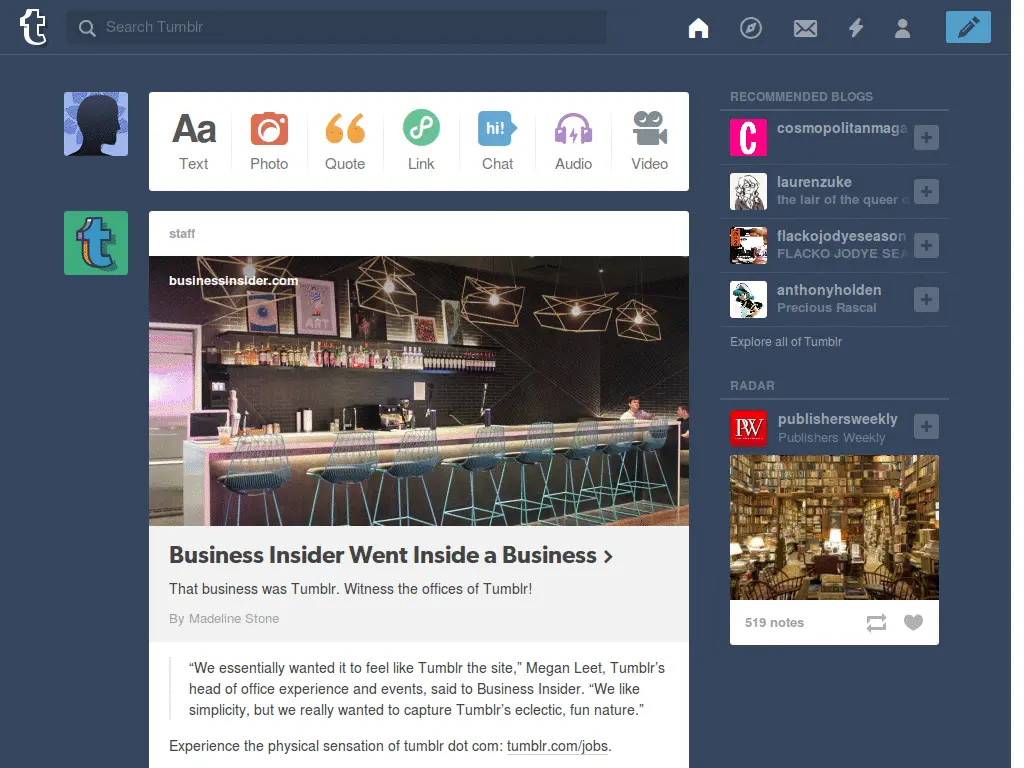 t
Search Tumblr
Aa
hi!
Text
Photo
Quote
Link
Chat
Audio
Video
staff
businessinsider.com
ART
Business Insider Went Inside a Business
That business was Tumblr. Witness the offices of Tumblr!
By Madeline Stone
“We essentially wanted it to feel like Tumblr the site,” Megan Leet, Tumblr’s
head of office experience and events, said to Business Insider. “We like
simplicity, but we really wanted to capture Tumblr’s eclectic, fun nature.”
Experience the physical sensation of tumblr dot com: tumblr.com/jobs.
RECOMMENDED BLOGS
C
cosmopolitanmaga
laurenzuke
the lair of the queer
flackojodyeseason
FLACKO JODYE SEA
anthonyholden
Precious Rascal
Explore all of Tumblr
RADAR
PW
publishersweekly
Publishers Weekly
519 notes